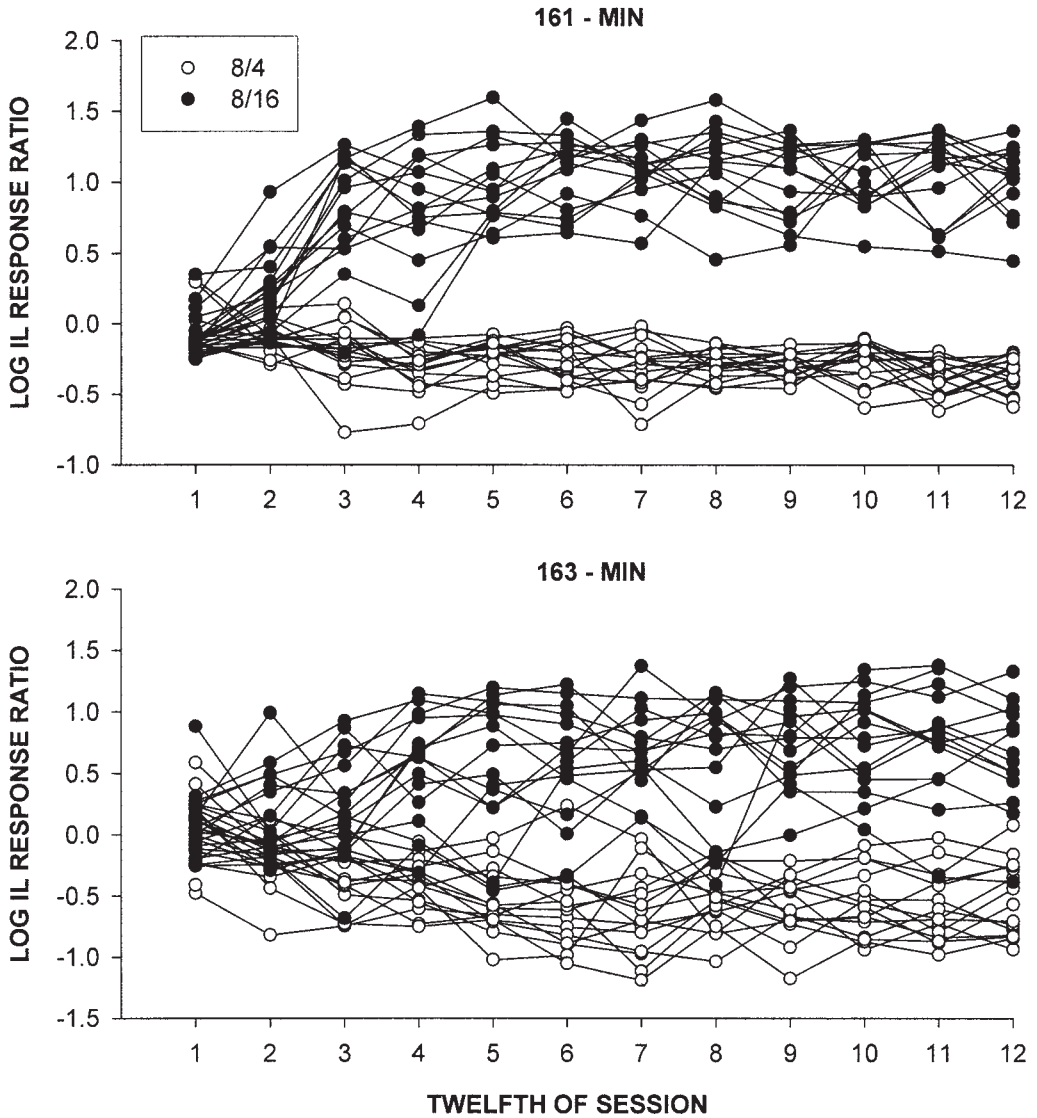 161 - MIN
2.0
1.5
1.0
0.5
0.0
-0.5
-1.0
LOG IL RESPONSE RATIO
8/4
8/16
1 2 3 4 5 6 7 8 9 10 11 12
163 - MIN
2.0
1.5
1.0
0.5
0.0
-0.5
-1.0
-1.5
LOG IL RESPONSE RATIO
1 2 3 4 5 6 7 8 9 10 11 12
TWELFTH OF SESSION